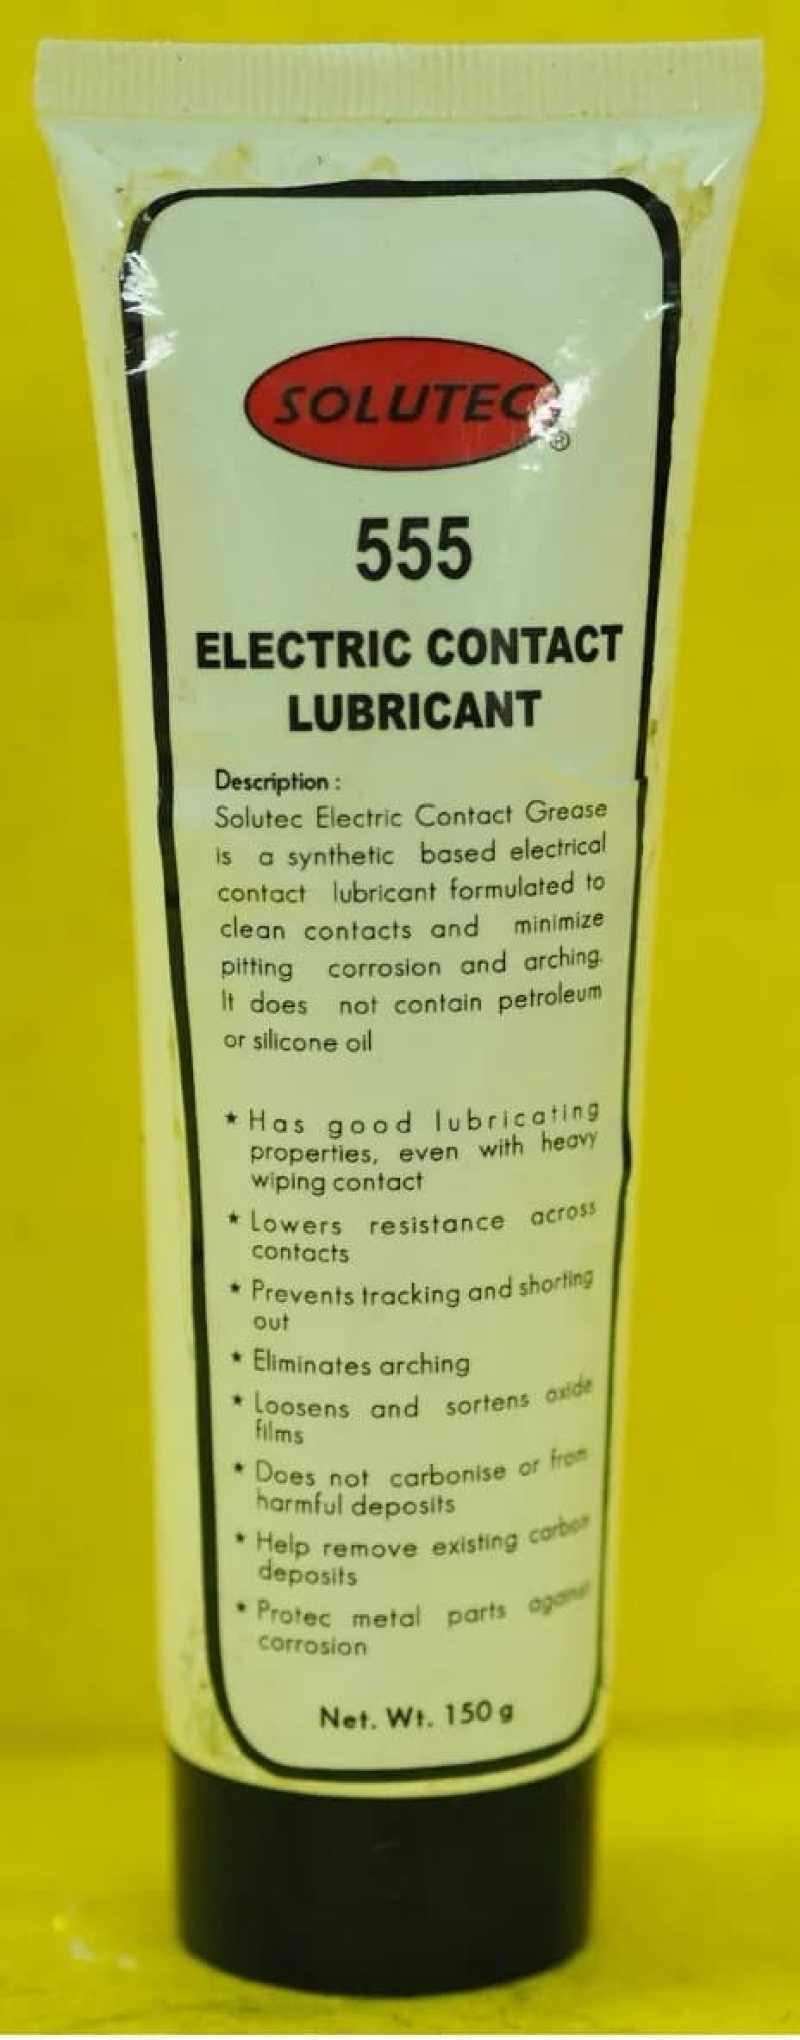 SOLUTEC
®
555
ELECTRIC CONTACT
LUBRICANT
Description :
Solutec Electric Contact Grease
is a synthetic based electrical
contact lubricant formulated to
clean contacts and minimize
pitting corrosion and arching.
It does not contain petroleum
or silicone oil
* Has good lubricating
properties, even with heavy
wiping contact
* Lowers resistance across
contacts
* Prevents tracking and shorting
out
* Eliminates arching
* Loosens and sortens oxide
films
* Does not carbonise or from
harmful deposits
* Help remove existing carbon
deposits
* Protec metal parts against
corrosion
Net. Wt. 150 g